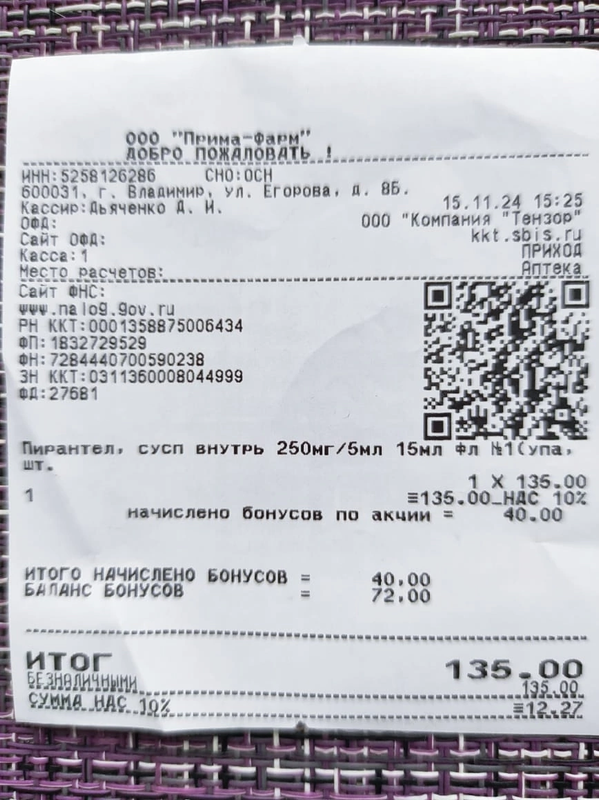 ООО "Прима-Фарм"
ДОБРО ПОЖАЛОВАТЬ !
ИНН:5258126286 СНО:ОСН
600031, г. Владимир, ул. Егорова, д. 8Б.
Кассир:Дьяченко Д. И. 15.11.24 15:25
ОФД: ООО "Компания "Тензор"
Сайт ОФД: kkt.sbis.ru
Касса:1 ПРИХОД
Место расчетов: Аптека
Сайт ФНС:
www.nalog.gov.ru
РН ККТ:0001358875006434
ФП:1832729529
ФН:7284440700590238
ЗН ККТ:0311360008044999
ФД:27681
Пирантел, сусп внутрь 250мг/5мл 15мл фл №1(упа,
шт.
1 X 135.00
1 ≡135.00_НДС 10%
начислено бонусов по акции = 40.00
ИТОГО НАЧИСЛЕНО БОНУСОВ = 40.00
БАЛАНС БОНУСОВ = 72.00
ИТОГ 135.00
БЕЗНАЛИЧНЫМИ 135.00
СУММА НДС 10% ≡12.27